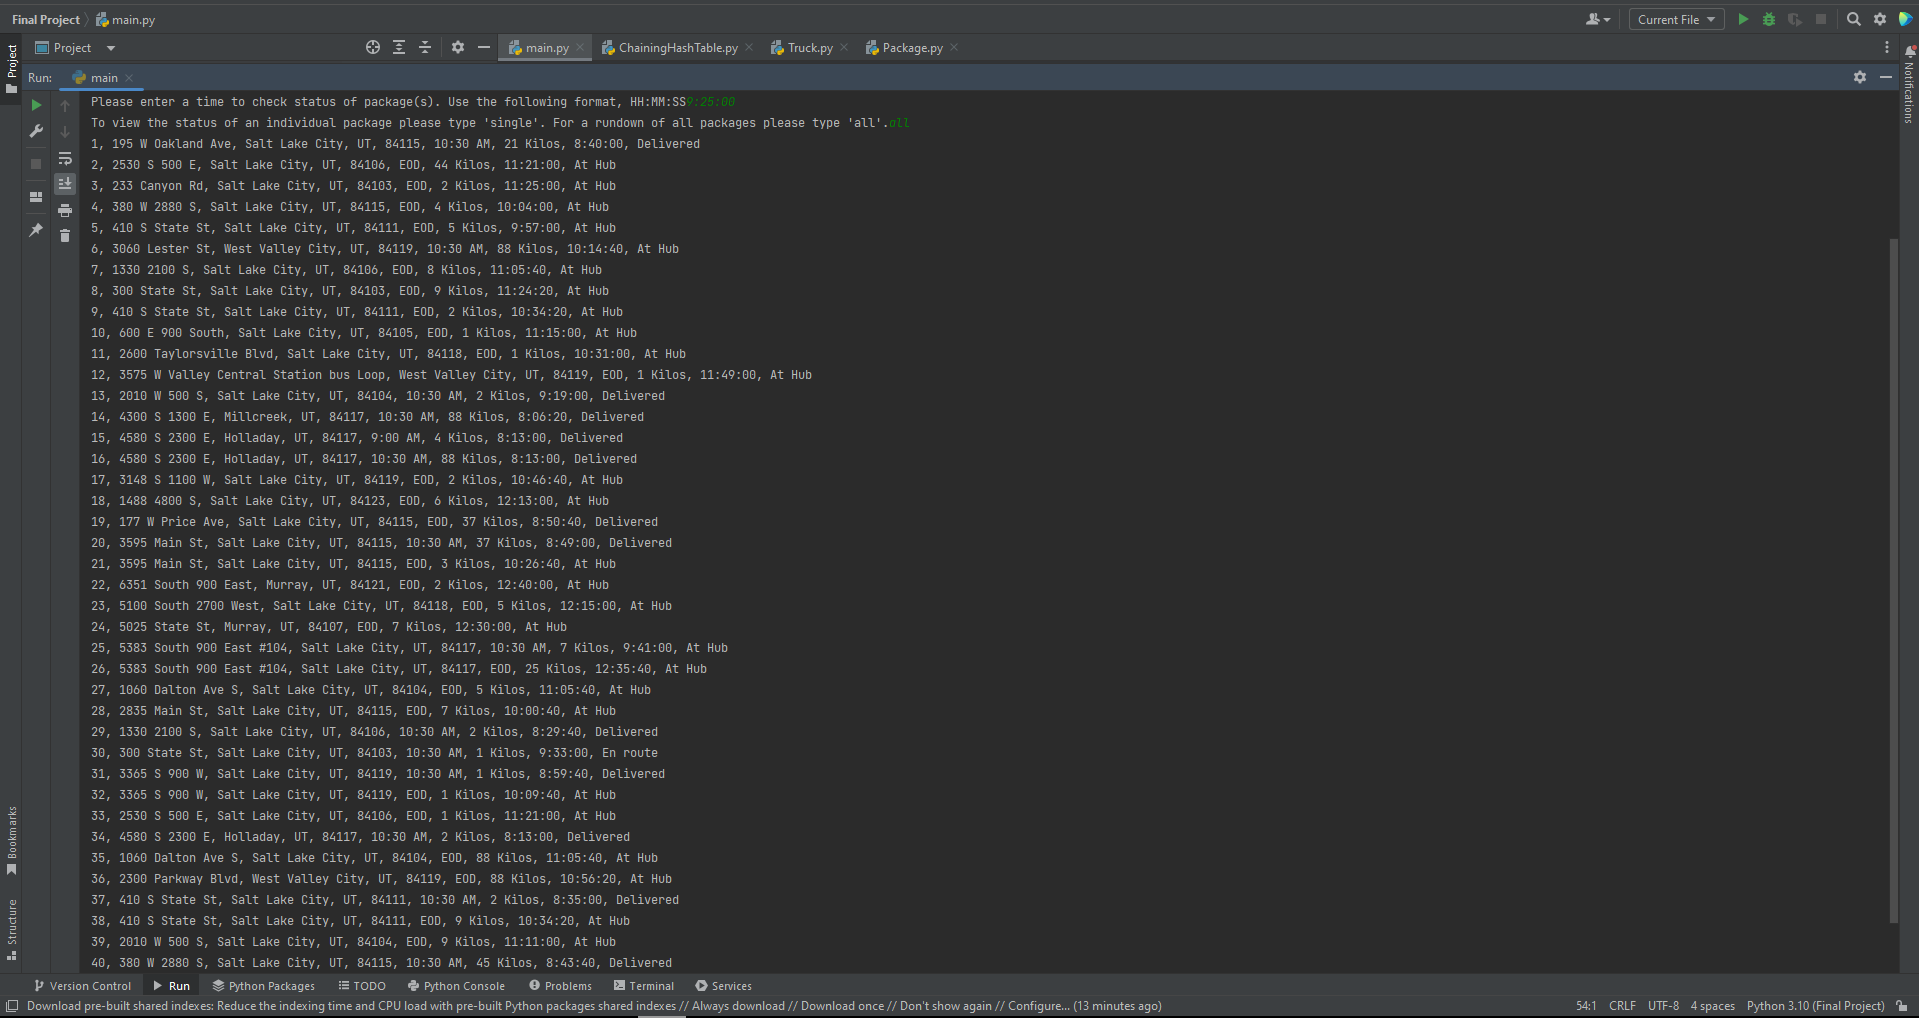 Final Project main.py Current File
Project main.py ChainingHashTable.py Truck.py Package.py
Run: main
Please enter a time to check status of package(s). Use the following format, HH:MM:SS9:25:00
To view the status of an individual package please type 'single'. For a rundown of all packages please type 'all'.all
1, 195 W Oakland Ave, Salt Lake City, UT, 84115, 10:30 AM, 21 Kilos, 8:40:00, Delivered
2, 2530 S 500 E, Salt Lake City, UT, 84106, EOD, 44 Kilos, 11:21:00, At Hub
3, 233 Canyon Rd, Salt Lake City, UT, 84103, EOD, 2 Kilos, 11:25:00, At Hub
4, 380 W 2880 S, Salt Lake City, UT, 84115, EOD, 4 Kilos, 10:04:00, At Hub
5, 410 S State St, Salt Lake City, UT, 84111, EOD, 5 Kilos, 9:57:00, At Hub
6, 3060 Lester St, West Valley City, UT, 84119, 10:30 AM, 88 Kilos, 10:14:40, At Hub
7, 1330 2100 S, Salt Lake City, UT, 84106, EOD, 8 Kilos, 11:05:40, At Hub
8, 300 State St, Salt Lake City, UT, 84103, EOD, 9 Kilos, 11:24:20, At Hub
9, 410 S State St, Salt Lake City, UT, 84111, EOD, 2 Kilos, 10:34:20, At Hub
10, 600 E 900 South, Salt Lake City, UT, 84105, EOD, 1 Kilos, 11:15:00, At Hub
11, 2600 Taylorsville Blvd, Salt Lake City, UT, 84118, EOD, 1 Kilos, 10:31:00, At Hub
12, 3575 W Valley Central Station bus Loop, West Valley City, UT, 84119, EOD, 1 Kilos, 11:49:00, At Hub
13, 2010 W 500 S, Salt Lake City, UT, 84104, 10:30 AM, 2 Kilos, 9:19:00, Delivered
14, 4300 S 1300 E, Millcreek, UT, 84117, 10:30 AM, 88 Kilos, 8:06:20, Delivered
15, 4580 S 2300 E, Holladay, UT, 84117, 9:00 AM, 4 Kilos, 8:13:00, Delivered
16, 4580 S 2300 E, Holladay, UT, 84117, 10:30 AM, 88 Kilos, 8:13:00, Delivered
17, 3148 S 1100 W, Salt Lake City, UT, 84119, EOD, 2 Kilos, 10:46:40, At Hub
18, 1488 4800 S, Salt Lake City, UT, 84123, EOD, 6 Kilos, 12:13:00, At Hub
19, 177 W Price Ave, Salt Lake City, UT, 84115, EOD, 37 Kilos, 8:50:40, Delivered
20, 3595 Main St, Salt Lake City, UT, 84115, 10:30 AM, 37 Kilos, 8:49:00, Delivered
21, 3595 Main St, Salt Lake City, UT, 84115, EOD, 3 Kilos, 10:26:40, At Hub
22, 6351 South 900 East, Murray, UT, 84121, EOD, 2 Kilos, 12:40:00, At Hub
23, 5100 South 2700 West, Salt Lake City, UT, 84118, EOD, 5 Kilos, 12:15:00, At Hub
24, 5025 State St, Murray, UT, 84107, EOD, 7 Kilos, 12:30:00, At Hub
25, 5383 South 900 East #104, Salt Lake City, UT, 84117, 10:30 AM, 7 Kilos, 9:41:00, At Hub
26, 5383 South 900 East #104, Salt Lake City, UT, 84117, EOD, 25 Kilos, 12:35:40, At Hub
27, 1060 Dalton Ave S, Salt Lake City, UT, 84104, EOD, 5 Kilos, 11:05:40, At Hub
28, 2835 Main St, Salt Lake City, UT, 84115, EOD, 7 Kilos, 10:00:40, At Hub
29, 1330 2100 S, Salt Lake City, UT, 84106, 10:30 AM, 2 Kilos, 8:29:40, Delivered
30, 300 State St, Salt Lake City, UT, 84103, 10:30 AM, 1 Kilos, 9:33:00, En route
31, 3365 S 900 W, Salt Lake City, UT, 84119, 10:30 AM, 1 Kilos, 8:59:40, Delivered
32, 3365 S 900 W, Salt Lake City, UT, 84119, EOD, 1 Kilos, 10:09:40, At Hub
33, 2530 S 500 E, Salt Lake City, UT, 84106, EOD, 1 Kilos, 11:21:00, At Hub
34, 4580 S 2300 E, Holladay, UT, 84117, 10:30 AM, 2 Kilos, 8:13:00, Delivered
35, 1060 Dalton Ave S, Salt Lake City, UT, 84104, EOD, 88 Kilos, 11:05:40, At Hub
36, 2300 Parkway Blvd, West Valley City, UT, 84119, EOD, 88 Kilos, 10:56:20, At Hub
37, 410 S State St, Salt Lake City, UT, 84111, 10:30 AM, 2 Kilos, 8:35:00, Delivered
38, 410 S State St, Salt Lake City, UT, 84111, EOD, 9 Kilos, 10:34:20, At Hub
39, 2010 W 500 S, Salt Lake City, UT, 84104, EOD, 9 Kilos, 11:11:00, At Hub
40, 380 W 2880 S, Salt Lake City, UT, 84115, 10:30 AM, 45 Kilos, 8:43:40, Delivered
Project
Bookmarks
Structure
Notifications
Version Control Run Python Packages TODO Python Console Problems Terminal Services
Download pre-built shared indexes: Reduce the indexing time and CPU load with pre-built Python packages shared indexes // Always download // Download once // Don't show again // Configure... (13 minutes ago) 54:1 CRLF UTF-8 4 spaces Python 3.10 (Final Project)